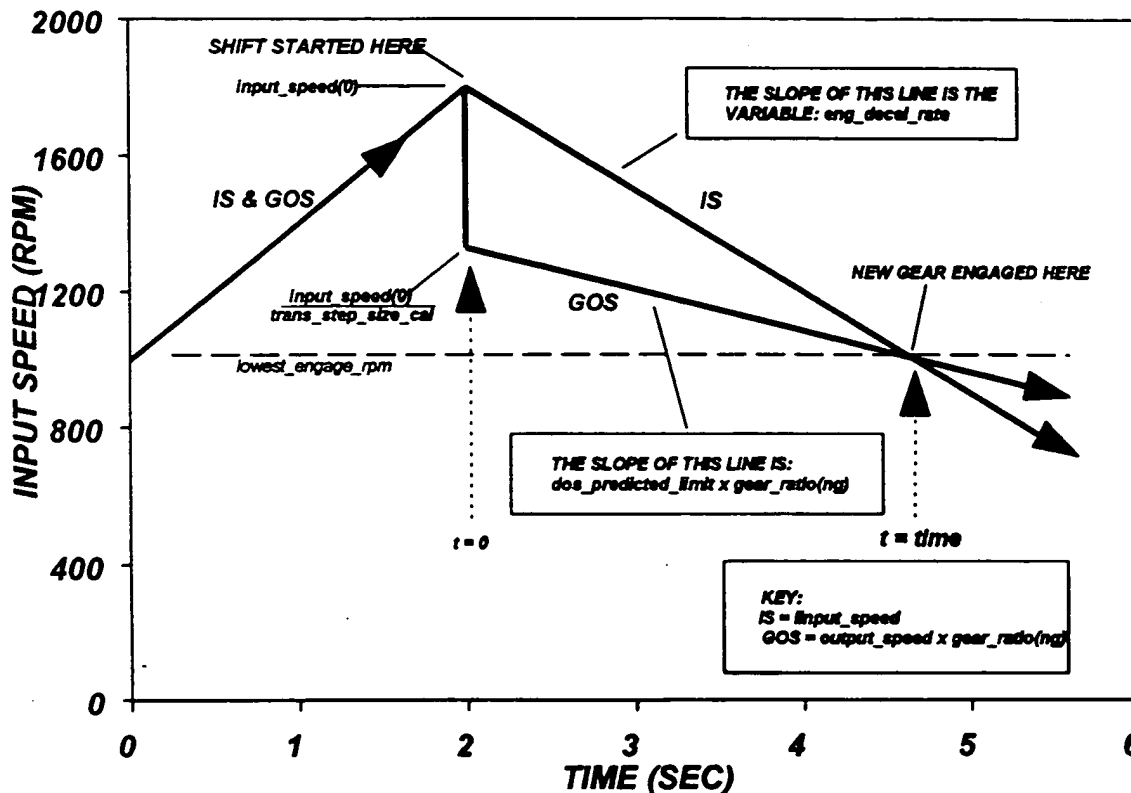 2000
SHIFT STARTED HERE
input_speed(0)
THE SLOPE OF THIS LINE IS THE
VARIABLE: eng_decel_rate
1600
IS & GOS
IS
INPUT SPEED (RPM)
NEW GEAR ENGAGED HERE
1200
input_speed(0)
trans_step_size_cal
GOS
lowest_engage_rpm
800
THE SLOPE OF THIS LINE IS:
dos_predicted_limit x gear_ratio(ng)
t = 0
t = time
400
KEY:
IS = iinput_speed
GOS = output_speed x gear_ratio(ng)
0
0 1 2 3 4 5 6
TIME (SEC)